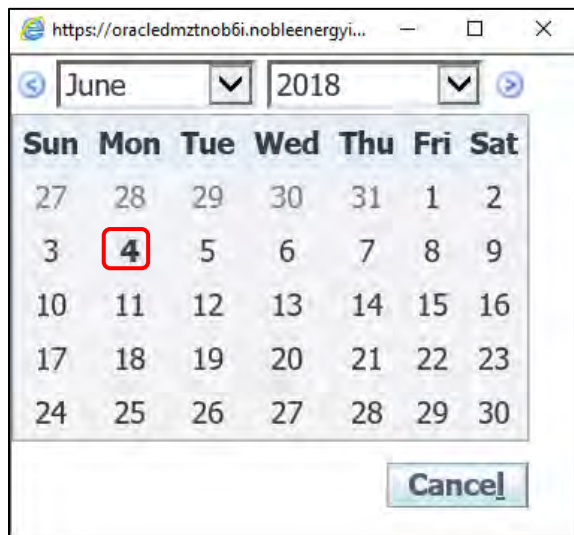 https://oracledmztnob6i.nobleenergyi...
June 2018
Sun Mon Tue Wed Thu Fri Sat
27 28 29 30 31 1 2
3 4 5 6 7 8 9
10 11 12 13 14 15 16
17 18 19 20 21 22 23
24 25 26 27 28 29 30
Cancel